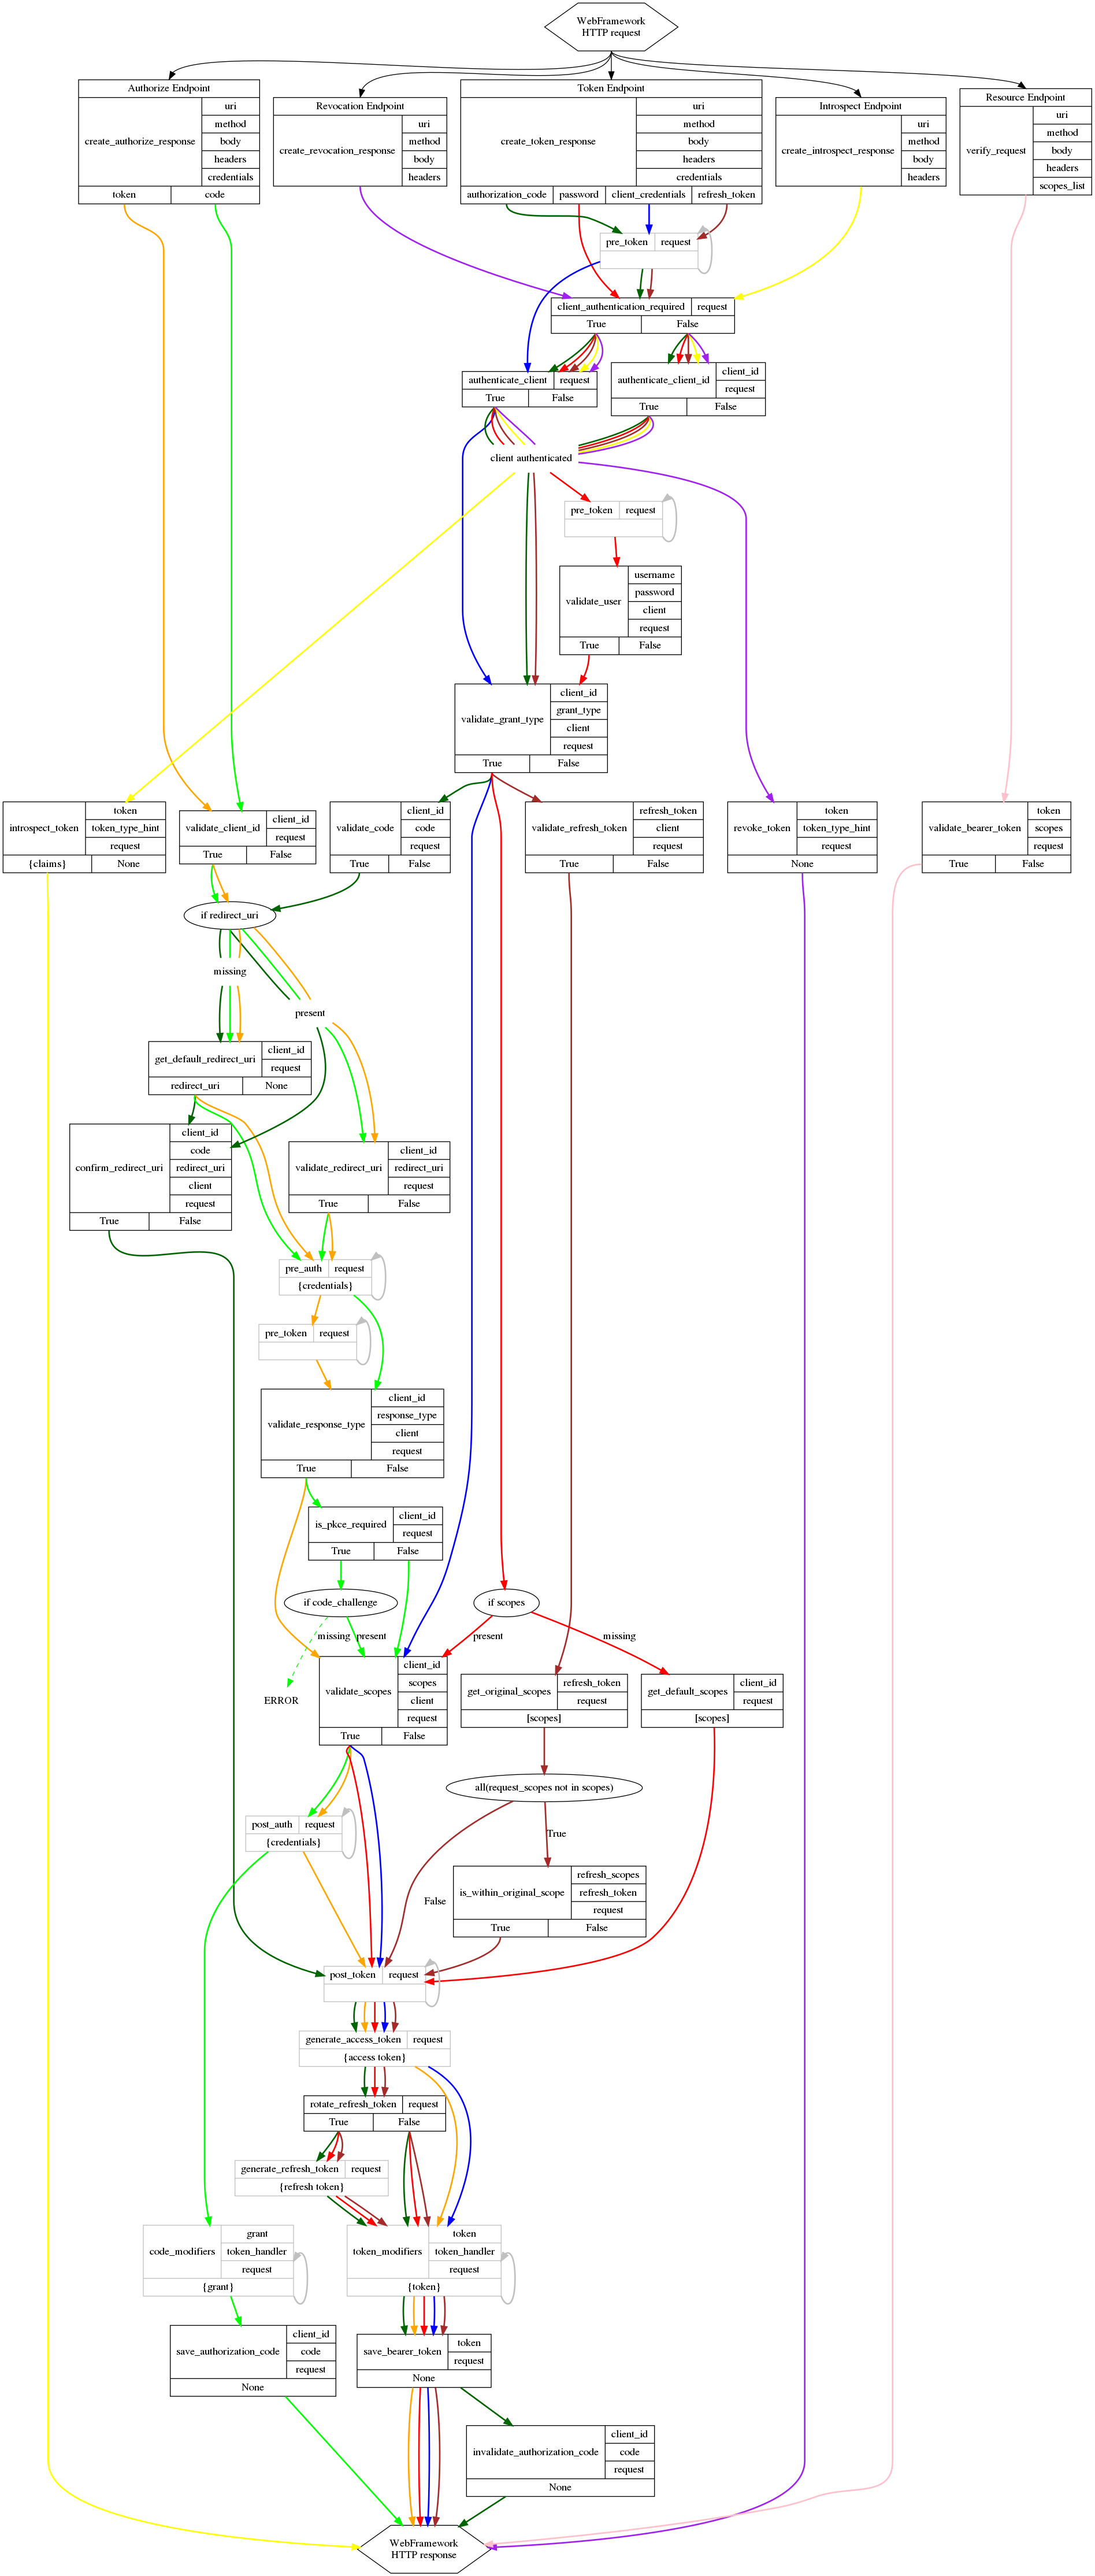 WebFramework
HTTP request
Authorize Endpoint
create_authorize_response
uri
method
body
headers
credentials
token
code
Revocation Endpoint
create_revocation_response
uri
method
body
headers
Token Endpoint
create_token_response
uri
method
body
headers
credentials
authorization_code
password
client_credentials
refresh_token
Introspect Endpoint
create_introspect_response
uri
method
body
headers
Resource Endpoint
verify_request
uri
method
body
headers
scopes_list
pre_token
request
client_authentication_required
request
True
False
authenticate_client
request
True
False
authenticate_client_id
client_id
request
True
False
client authenticated
pre_token
request
validate_user
username
password
client
request
True
False
validate_grant_type
client_id
grant_type
client
request
True
False
introspect_token
token
token_type_hint
request
{claims}
None
validate_client_id
client_id
request
True
False
validate_code
client_id
code
request
True
False
validate_refresh_token
refresh_token
client
request
True
False
revoke_token
token
token_type_hint
request
None
validate_bearer_token
token
scopes
request
True
False
if redirect_uri
missing
present
get_default_redirect_uri
client_id
request
redirect_uri
None
confirm_redirect_uri
client_id
code
redirect_uri
client
request
True
False
validate_redirect_uri
client_id
redirect_uri
request
True
False
pre_auth
request
{credentials}
pre_token
request
validate_response_type
client_id
response_type
client
request
True
False
is_pkce_required
client_id
request
True
False
if code_challenge
if scopes
missing
present
present
missing
ERROR
validate_scopes
client_id
scopes
client
request
True
False
get_original_scopes
refresh_token
request
[scopes]
get_default_scopes
client_id
request
[scopes]
all(request_scopes not in scopes)
post_auth
request
{credentials}
True
False
is_within_original_scope
refresh_scopes
refresh_token
request
True
False
post_token
request
generate_access_token
request
{access token}
rotate_refresh_token
request
True
False
generate_refresh_token
request
{refresh token}
code_modifiers
grant
token_handler
request
{grant}
token_modifiers
token
token_handler
request
{token}
save_authorization_code
client_id
code
request
None
save_bearer_token
token
request
None
invalidate_authorization_code
client_id
code
request
None
WebFramework
HTTP response